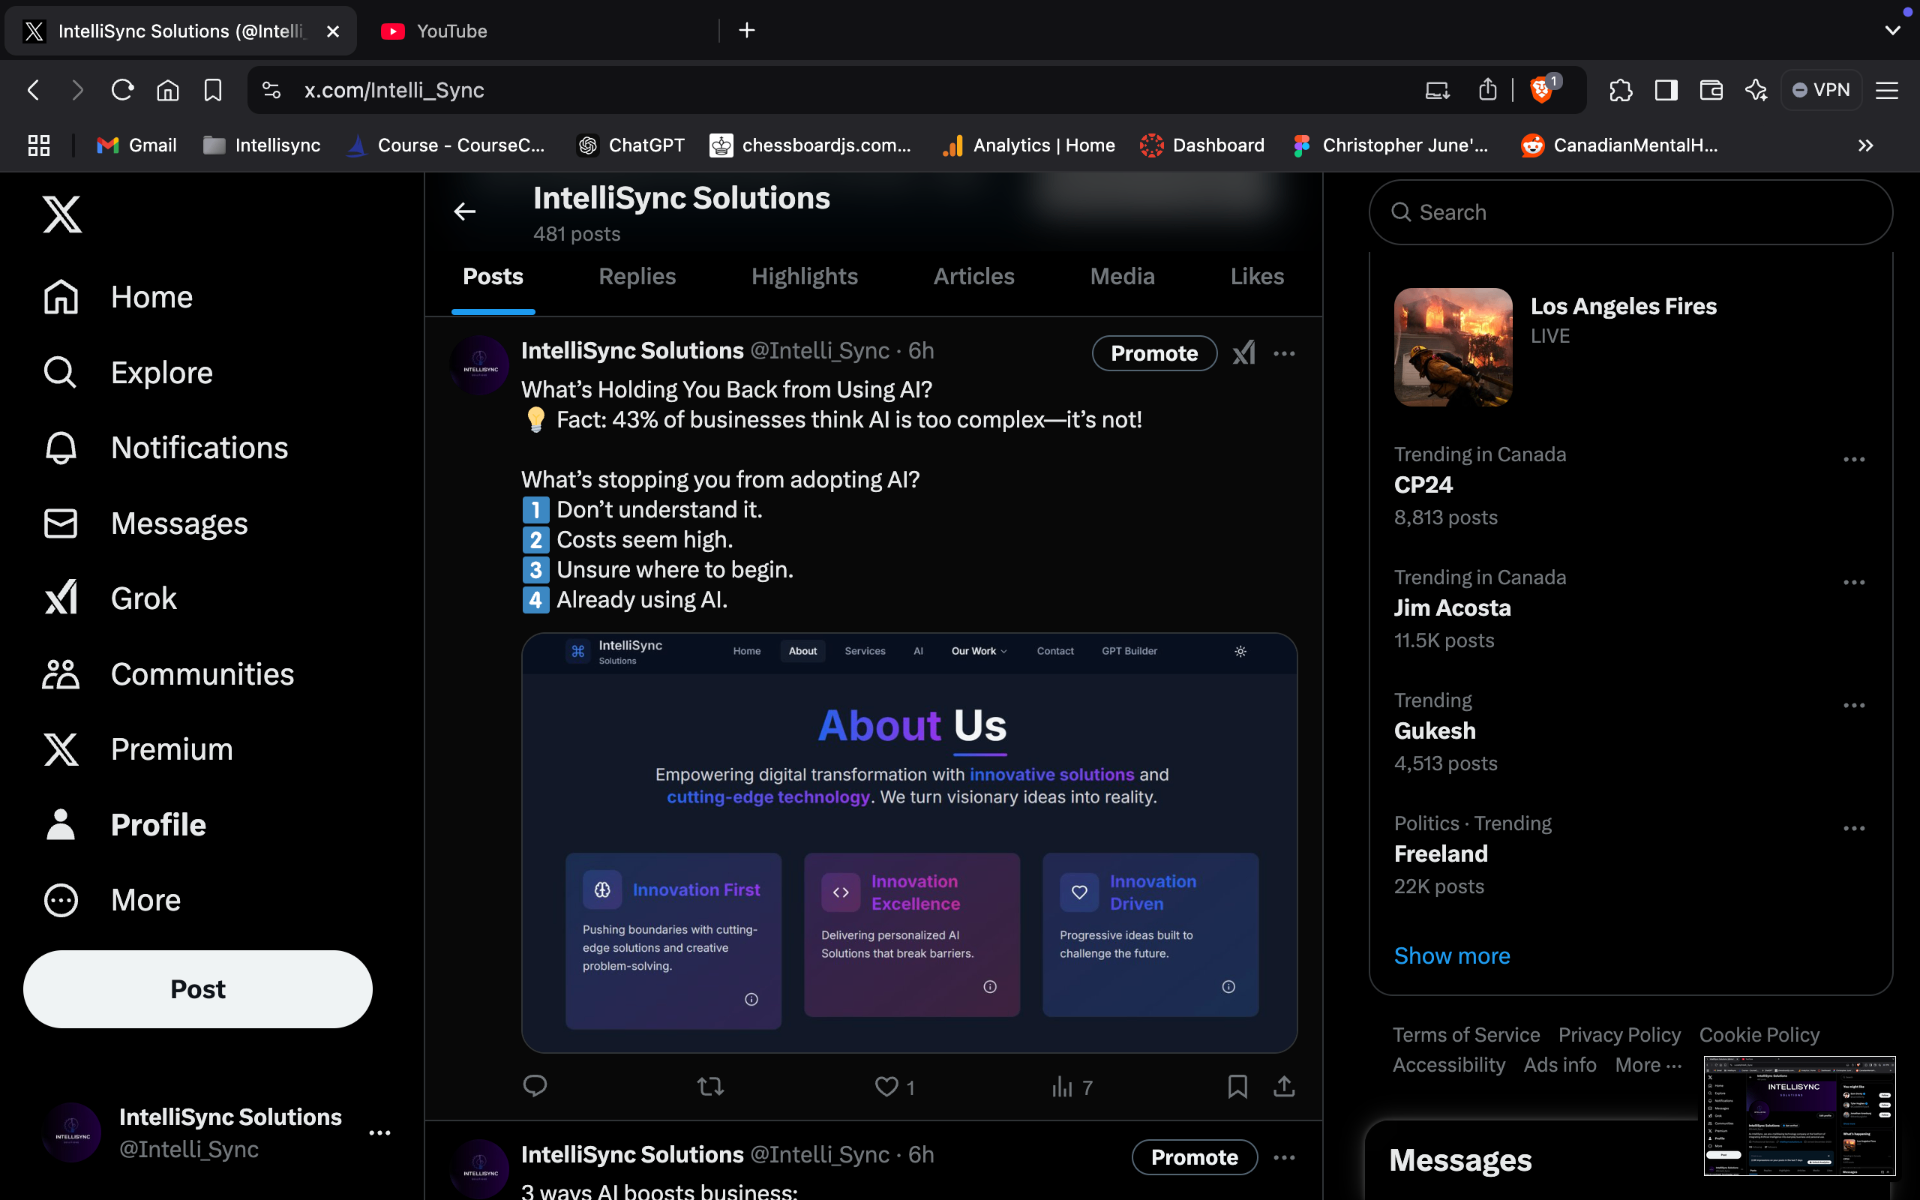 IntelliSync Solutions (@Intelli_
YouTube
x.com/Intelli_Sync
1
VPN
Gmail
Intellisync
Course - CourseC...
ChatGPT
chessboardjs.com...
Analytics | Home
Dashboard
Christopher June'...
CanadianMentalH...
Home
Explore
Notifications
Messages
Grok
Communities
Premium
Profile
More
Post
IntelliSync Solutions
@Intelli_Sync
IntelliSync Solutions
481 posts
Posts
Replies
Highlights
Articles
Media
Likes
INTELLISYNC
IntelliSync Solutions @Intelli_Sync · 6h
Promote
What’s Holding You Back from Using AI?
💡 Fact: 43% of businesses think AI is too complex—it’s not!
What’s stopping you from adopting AI?
1 Don’t understand it.
2 Costs seem high.
3 Unsure where to begin.
4 Already using AI.
IntelliSync
Solutions
Home
About
Services
AI
Our Work
Contact
GPT Builder
About Us
Empowering digital transformation with innovative solutions and
cutting-edge technology. We turn visionary ideas into reality.
Innovation First
Pushing boundaries with cutting-
edge solutions and creative
problem-solving.
Innovation
Excellence
Delivering personalized AI
Solutions that break barriers.
Innovation
Driven
Progressive ideas built to
challenge the future.
1
7
INTELLISYNC
IntelliSync Solutions @Intelli_Sync · 6h
Promote
3 ways AI boosts business:
Search
Los Angeles Fires
LIVE
Trending in Canada
CP24
8,813 posts
Trending in Canada
Jim Acosta
11.5K posts
Trending
Gukesh
4,513 posts
Politics · Trending
Freeland
22K posts
Show more
Terms of Service
Privacy Policy
Cookie Policy
Accessibility
Ads info
More ···
Messages
INTELLISYNC